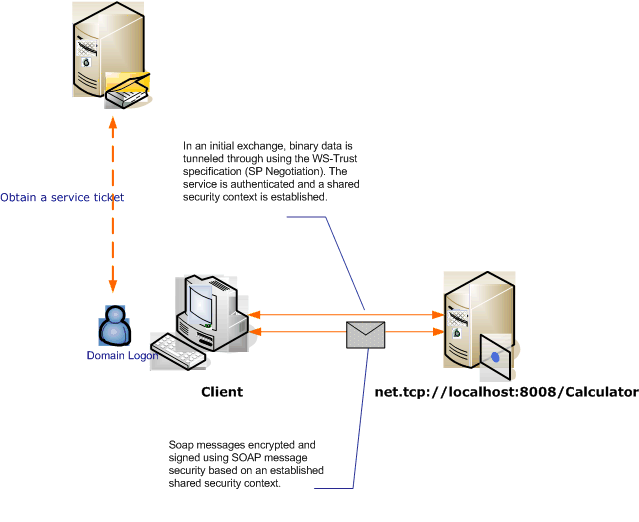 In an initial exchange, binary data is
tunneled through using the WS-Trust
specification (SP Negotiation). The
service is authenticated and a shared
security context is established.
Obtain a service ticket
Domain Logon
Client
net.tcp://localhost:8008/Calculator
Soap messages encrypted and
signed using SOAP message
security based on an established
shared security context.